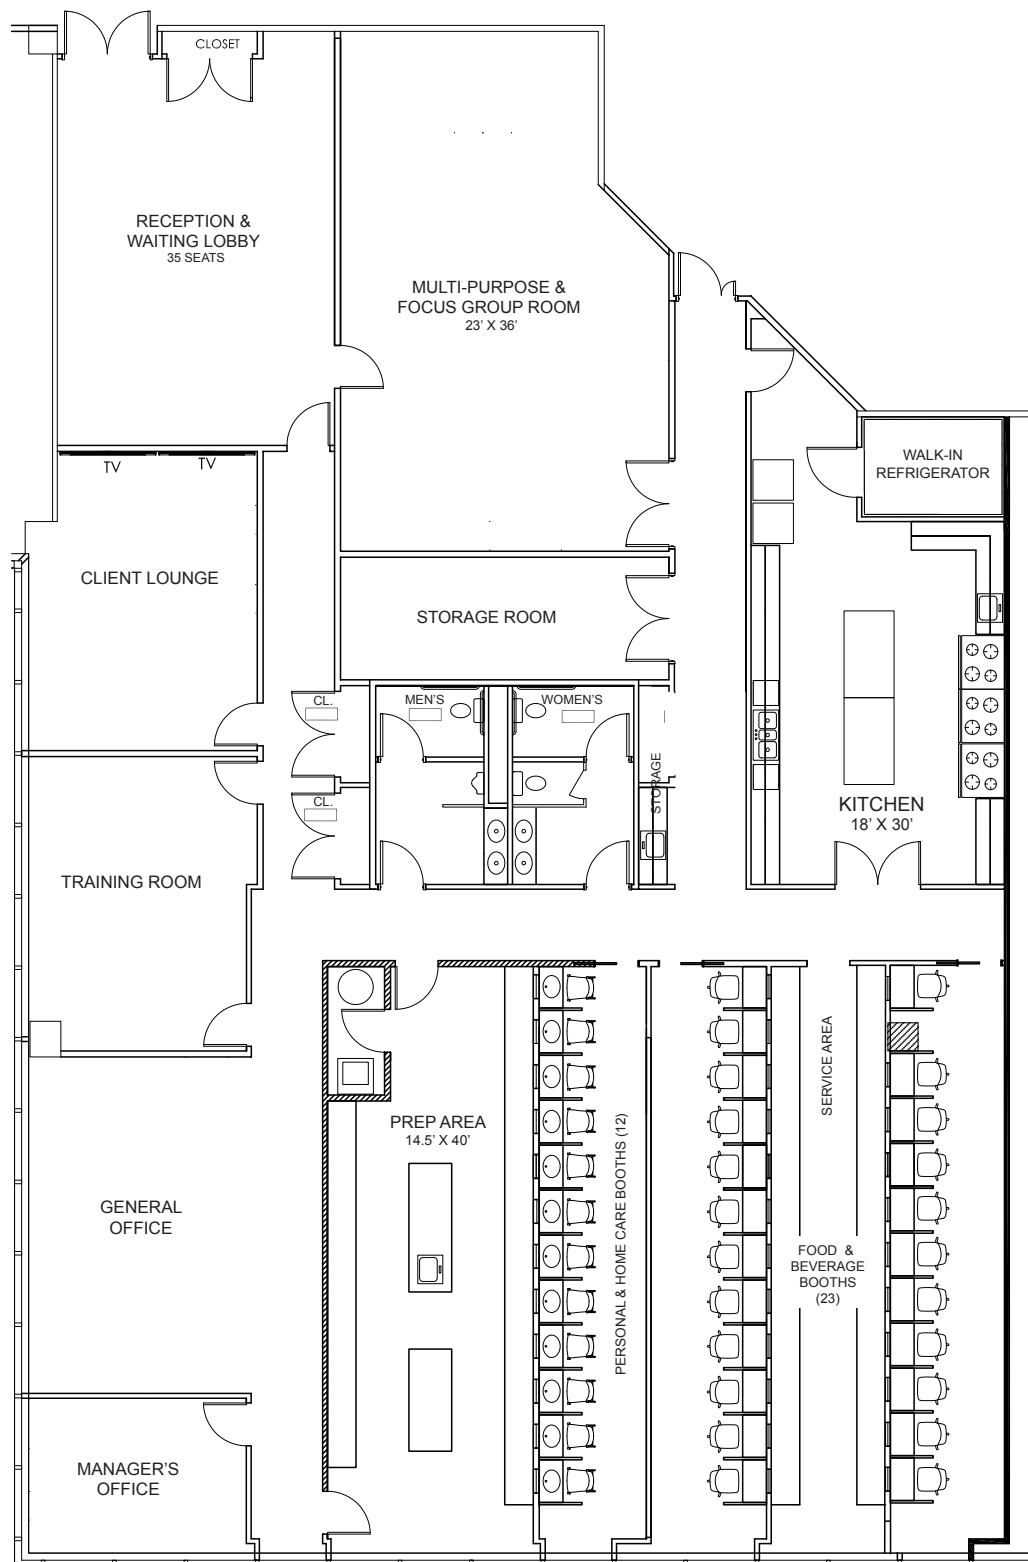 CLOSET
RECEPTION &
WAITING LOBBY
35 SEATS
MULTI-PURPOSE &
FOCUS GROUP ROOM
23' X 36'
TV
TV
WALK-IN
REFRIGERATOR
CLIENT LOUNGE
STORAGE ROOM
CL.
MEN'S
WOMEN'S
STORAGE
CL.
KITCHEN
18' X 30'
TRAINING ROOM
PREP AREA
14.5' X 40'
PERSONAL & HOME CARE BOOTHS (12)
SERVICE AREA
GENERAL
OFFICE
FOOD &
BEVERAGE
BOOTHS
(23)
MANAGER'S
OFFICE